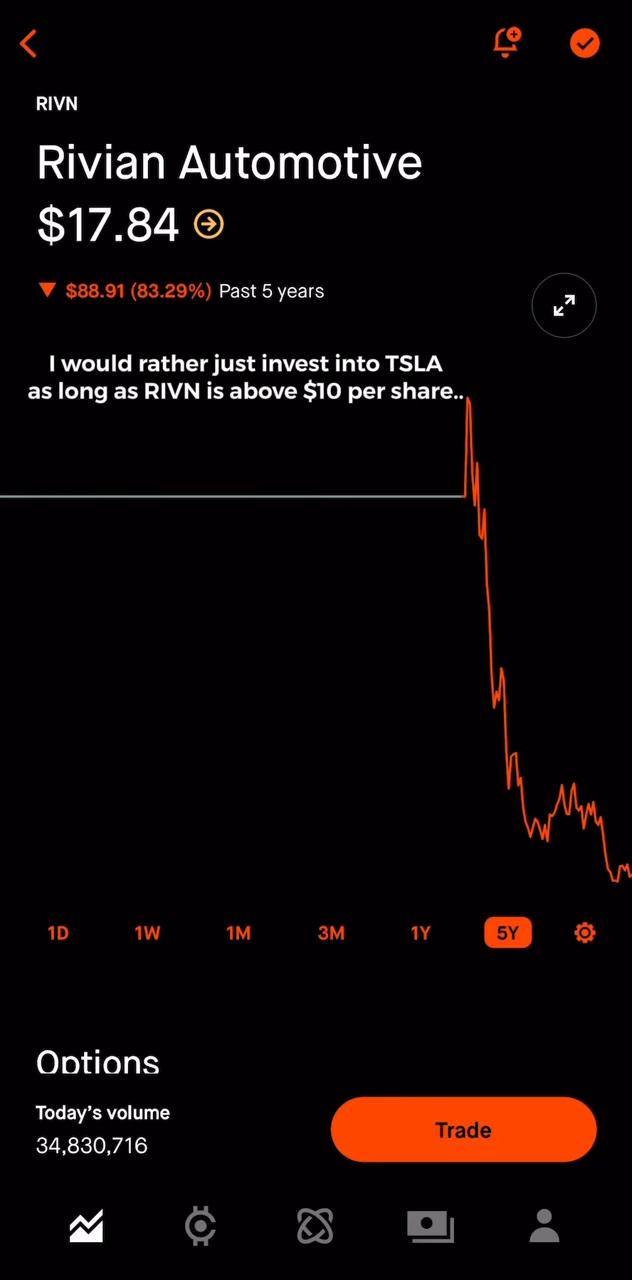 RIVN
Rivian Automotive
$17.84
$88.91 (83.29%) Past 5 years
I would rather just invest into TSLA
as long as RIVN is above $10 per share..
1D 1W 1M 3M 1Y 5Y
Options
Today's volume
34,830,716
Trade